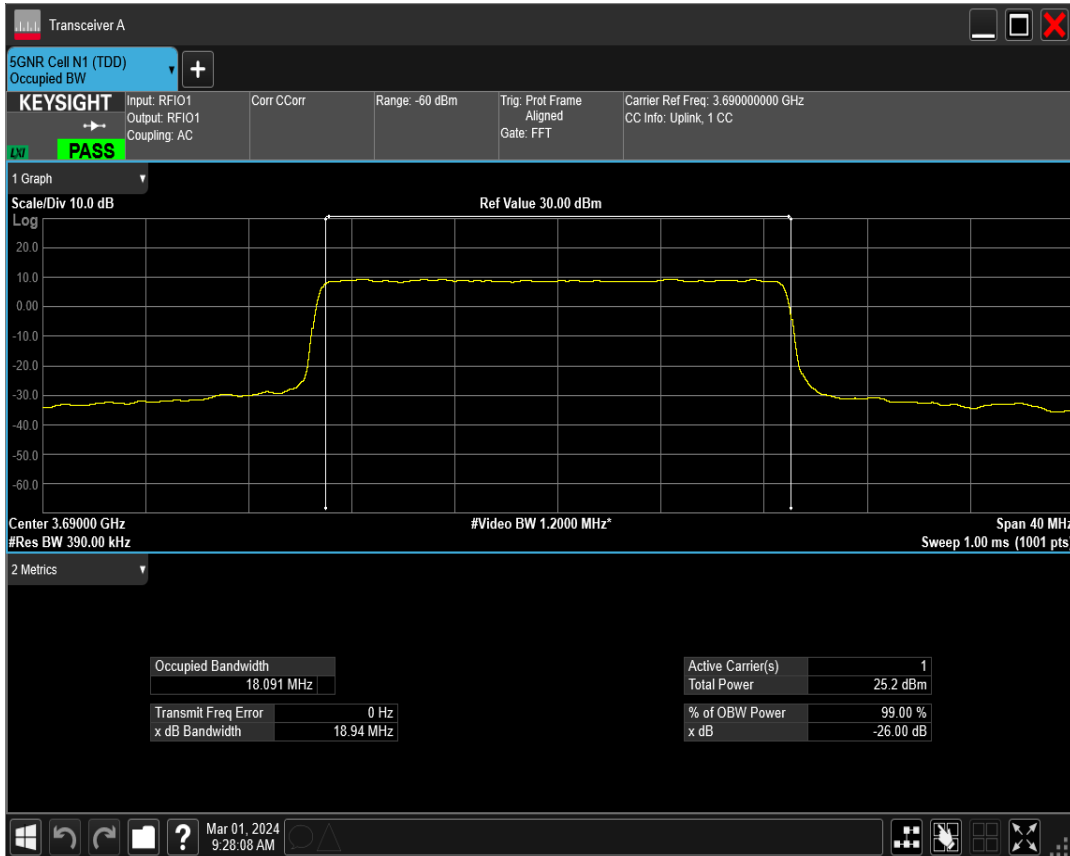 Transceiver A
5GNR Cell N1 (TDD)
Occupied BW
+
KEYSIGHT
LXI
PASS
Input: RFIO1
Output: RFIO1
Coupling: AC
Corr CCorr
Range: -60 dBm
Trig: Prot Frame
Aligned
Gate: FFT
Carrier Ref Freq: 3.690000000 GHz
CC Info: Uplink, 1 CC
1 Graph
Scale/Div 10.0 dB
Ref Value 30.00 dBm
Log
20.0
10.0
0.00
-10.0
-20.0
-30.0
-40.0
-50.0
-60.0
Center 3.69000 GHz
#Video BW 1.2000 MHz*
Span 40 MHz
#Res BW 390.00 kHz
Sweep 1.00 ms (1001 pts)
2 Metrics
Occupied Bandwidth
18.091 MHz
Transmit Freq Error 0 Hz
x dB Bandwidth 18.94 MHz
Active Carrier(s) 1
Total Power 25.2 dBm
% of OBW Power 99.00 %
x dB -26.00 dB
?
Mar 01, 2024
9:28:08 AM